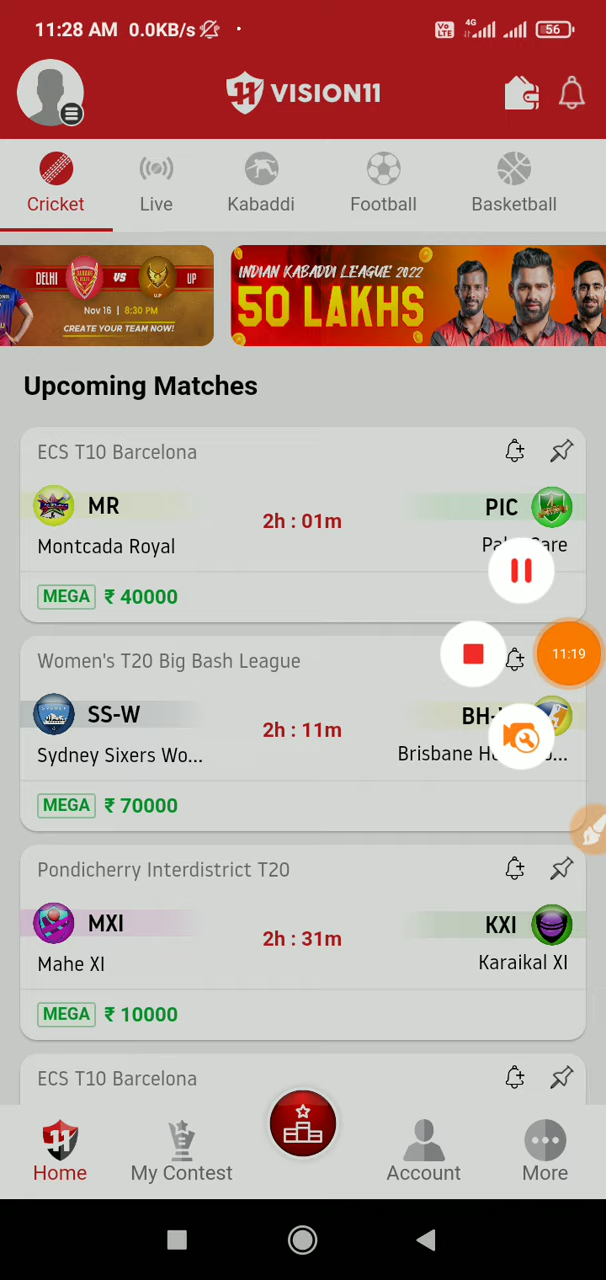 11:28 AM 0.0KB/s
Vo LTE 4G 56
VISION11
Cricket Live Kabaddi Football Basketball
DELHI VS UP
Nov 16 | 8:30 PM
CREATE YOUR TEAM NOW!
INDIAN KABADDI LEAGUE 2022
50 LAKHS
Upcoming Matches
ECS T10 Barcelona
MR 2h : 01m PIC
Montcada Royal
MEGA ₹ 40000
Women's T20 Big Bash League
11:19
SS-W 2h : 11m
Sydney Sixers Wo... Brisbane
MEGA ₹ 70000
Pondicherry Interdistrict T20
MXI 2h : 31m KXI
Mahe XI Karaikal XI
MEGA ₹ 10000
ECS T10 Barcelona
Home My Contest Account More